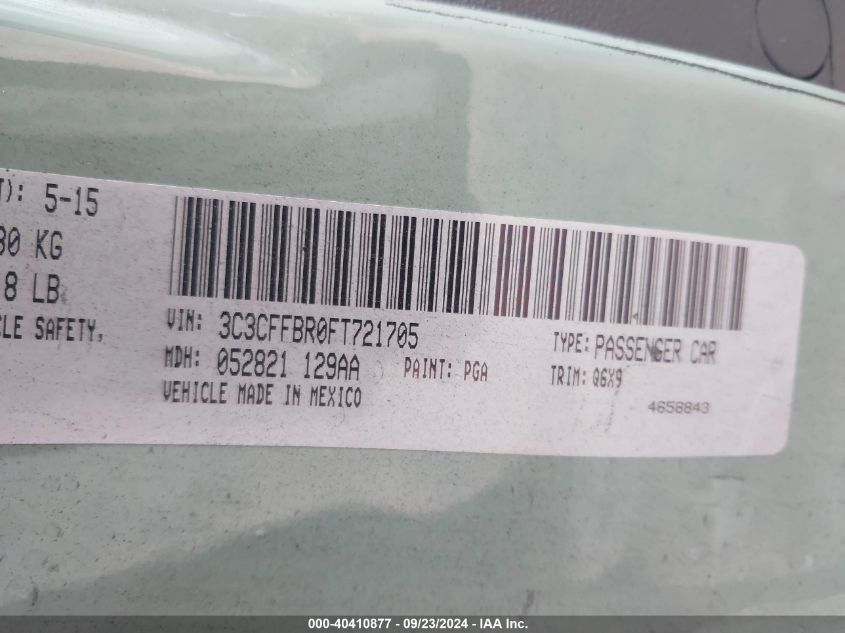 T): 5-15
80 KG
8 LB
CLE SAFETY,
VIN: 3C3CFFBR0FT721705
TYPE: PASSENGER CAR
MDH: 052821 129AA PAINT: PGA
TRIM: Q6X9
VEHICLE MADE IN MEXICO
4658843
000-40410877 - 09/23/2024 - IAA Inc.